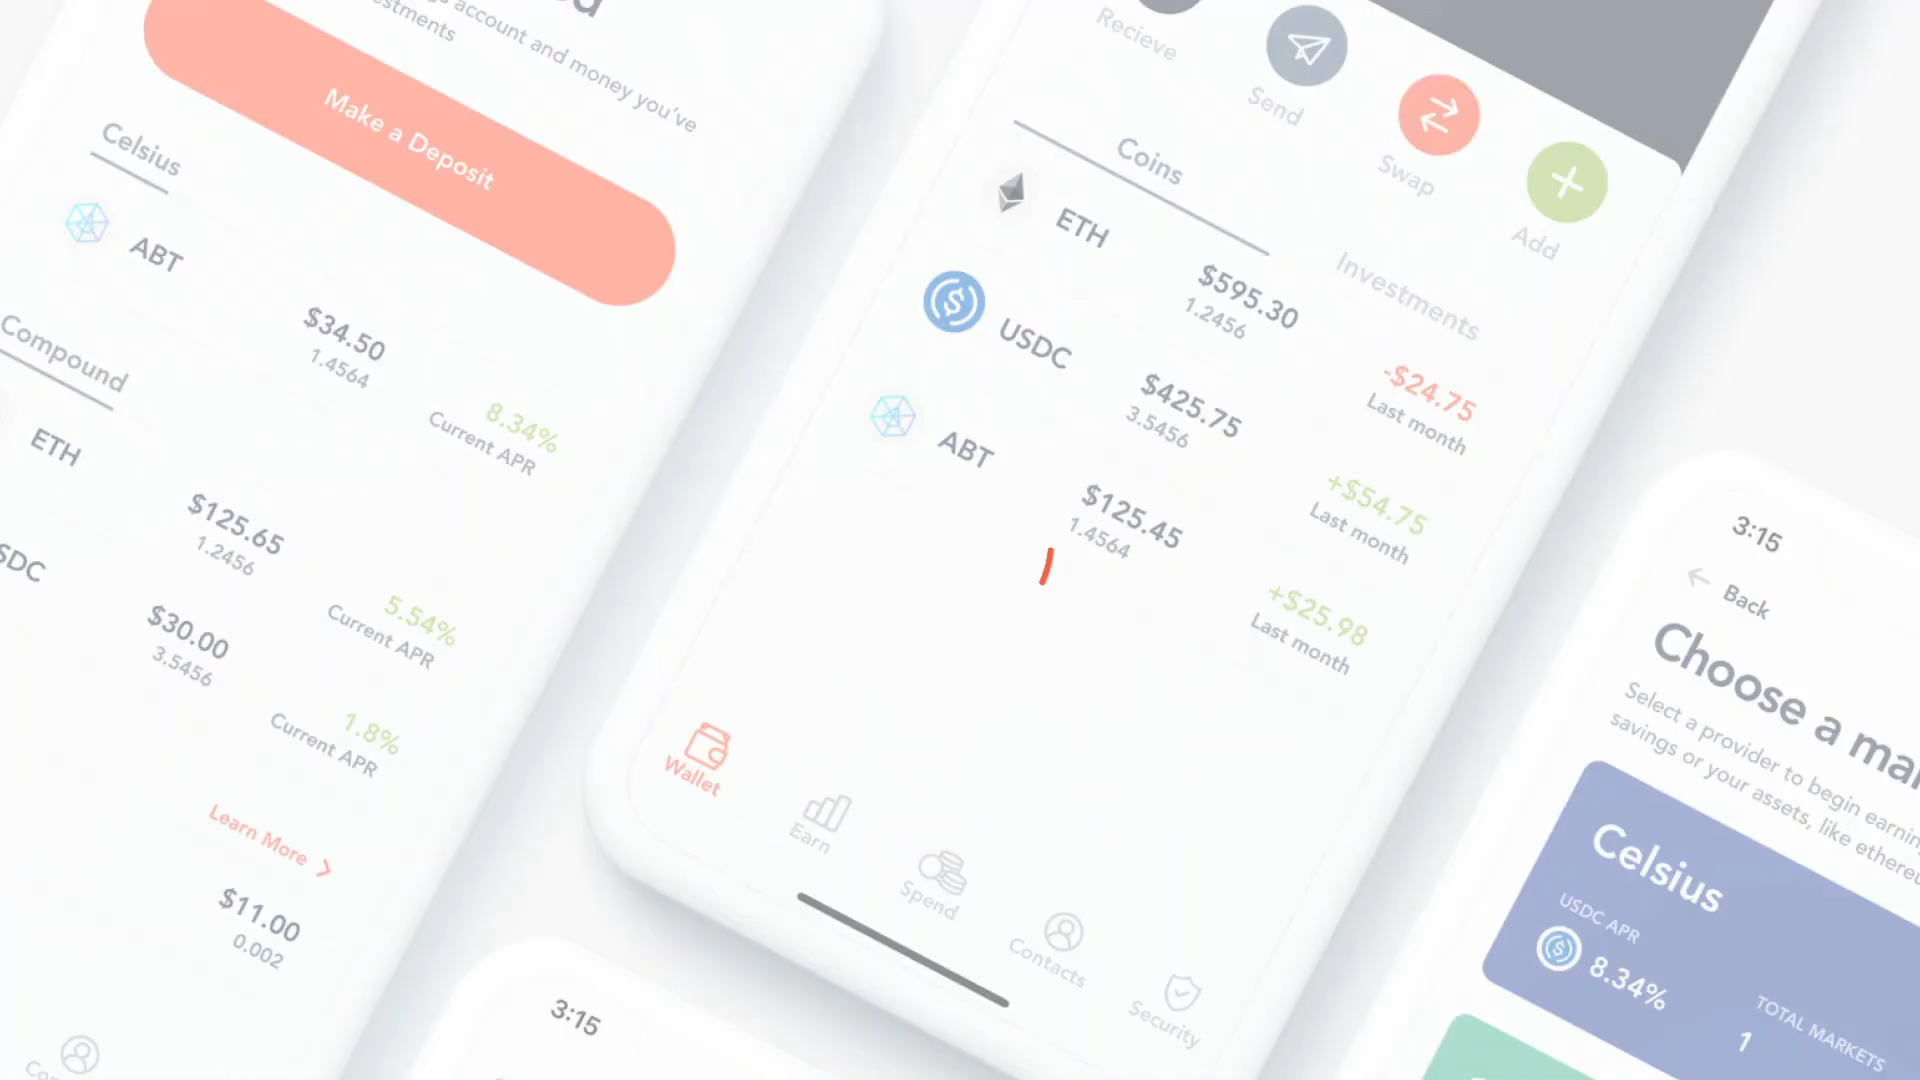 account and money you've
Make a Deposit
Celsius
ABT
$34.50
1.4564
8.34%
Current APR
Compound
ETH
$125.65
1.2456
5.54%
Current APR
$30.00
3.5456
1.8%
Current APR
Learn More
$11.00
0.002
Recieve
Send
Swap
Add
Coins
Investments
ETH
$595.30
1.2456
-$24.75
Last month
USDC
$425.75
3.5456
+$54.75
Last month
ABT
$125.45
1.4564
+$25.98
Last month
Wallet
Earn
Spend
Contacts
Security
3:15
3:15
Back
Choose a
Select a provider to begin
savings or your assets, like
Celsius
USDC APR
8.34%
TOTAL MARKETS
1